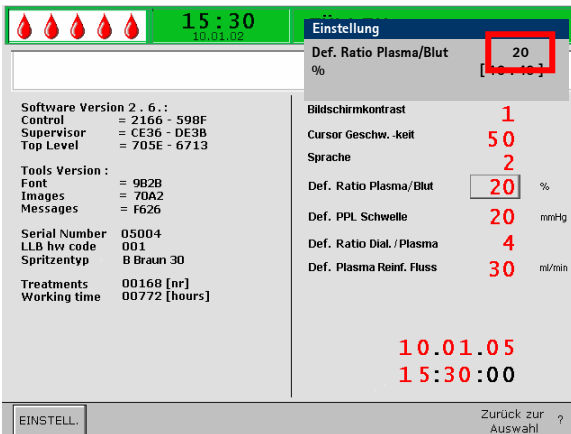 15:30
10.01.02
Einstellung
Def. Ratio Plasma/Blut 20
%
Software Version 2 . 6 . :
Control = 2166 - 598F
Supervisor = CE36 - DE3B
Top Level = 705E - 6713
Tools Version :
Font = 9B2B
Images = 70A2
Messages = F626
Serial Number 05004
LLB hw code 001
Spritzentyp B Braun 30
Treatments 00168 [nr]
Working time 00772 [hours]
Bildschirmkontrast 1
Cursor Geschw. -keit 50
Sprache 2
Def. Ratio Plasma/Blut 20 %
Def. PPL Schwelle 20 mmHg
Def. Ratio Dial. / Plasma 4
Def. Plasma Reinf. Fluss 30 ml/min
10.01.05
15:30:00
EINSTELL.
Zurück zur ?
Auswahl